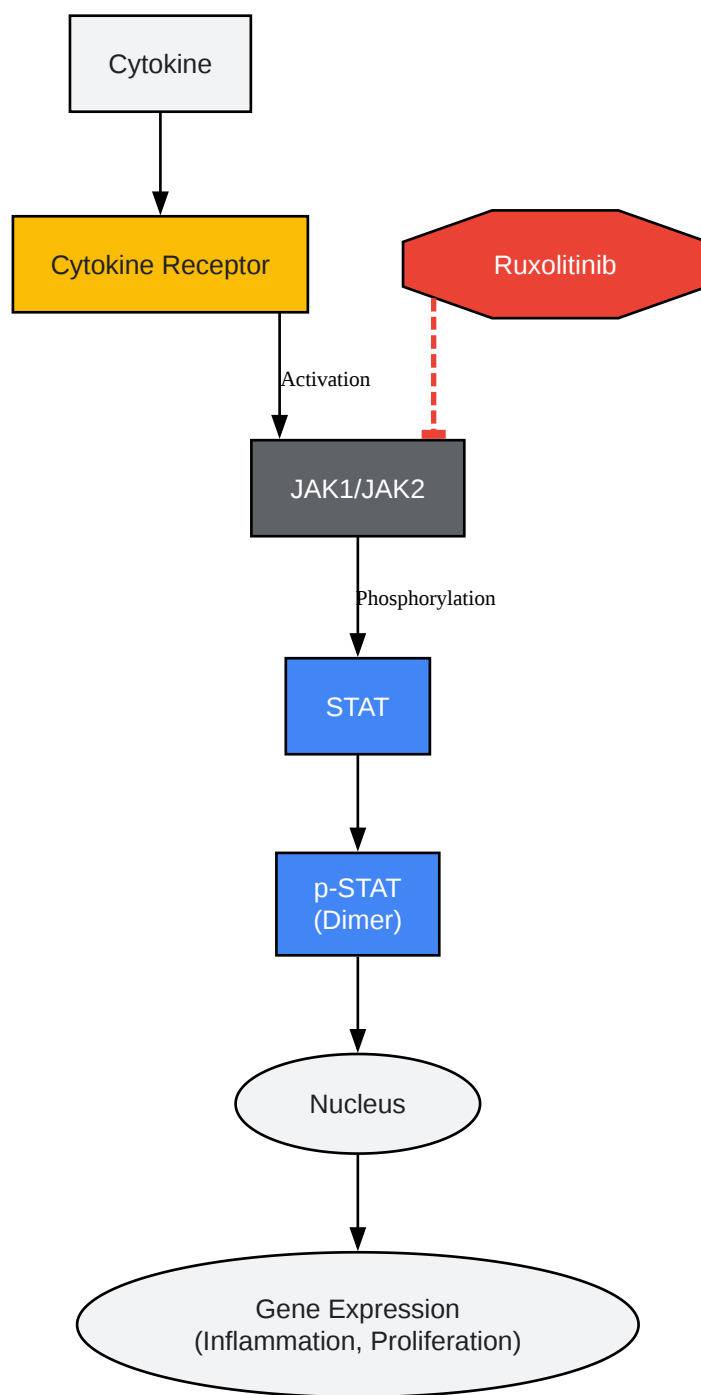 Cytokine
Cytokine Receptor
Ruxolitinib
Activation
JAK1/JAK2
Phosphorylation
STAT
p-STAT
(Dimer)
Nucleus
Gene Expression
(Inflammation, Proliferation)